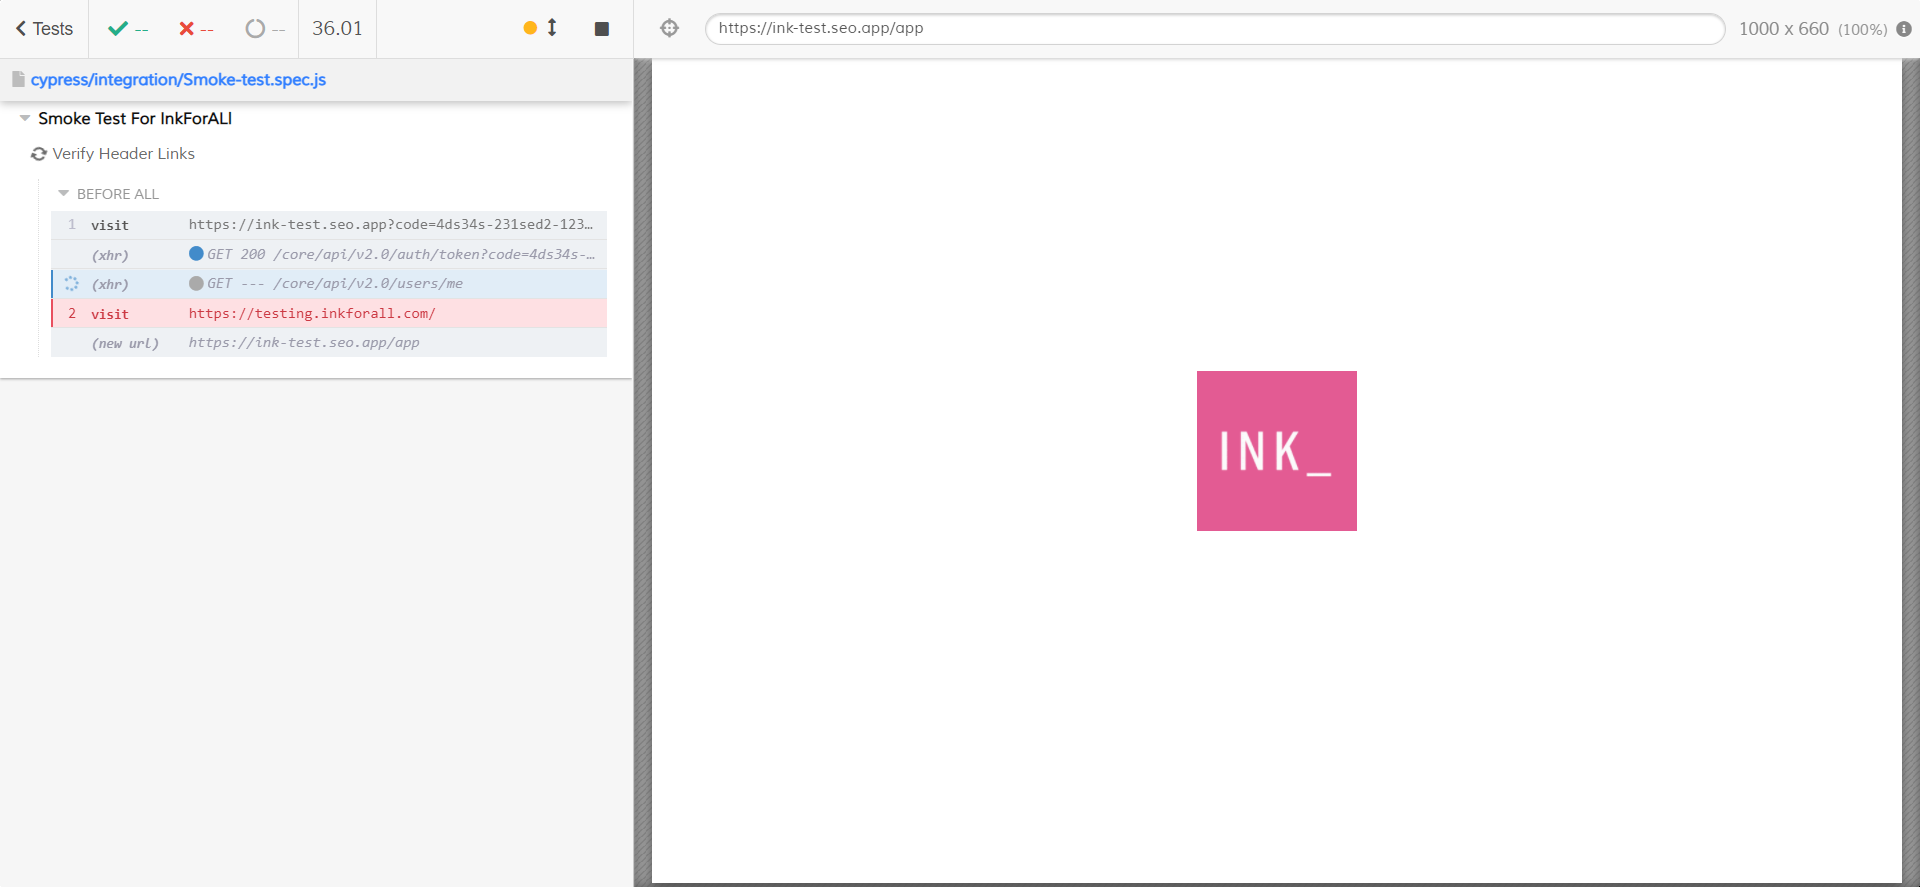 Tests -- -- -- 36.01
https://ink-test.seo.app/app 1000 x 660 (100%)
cypress/integration/Smoke-test.spec.js
Smoke Test For InkForALl
Verify Header Links
BEFORE ALL
1 visit https://ink-test.seo.app?code=4ds34s-231sed2-123…
(xhr) GET 200 /core/api/v2.0/auth/token?code=4ds34s-…
(xhr) GET --- /core/api/v2.0/users/me
2 visit https://testing.inkforall.com/
(new url) https://ink-test.seo.app/app
INK_